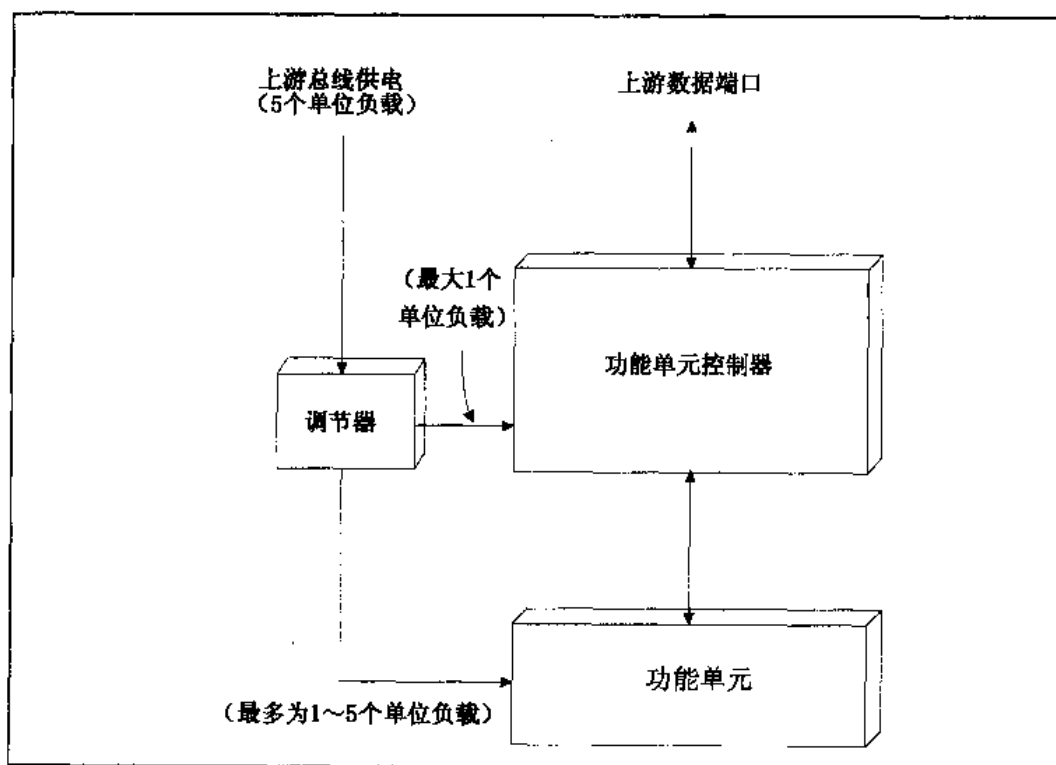 上游总线供电
（5个单位负载）
上游数据端口
（最大1个
单位负载）
功能单元控制器
调节器
功能单元
（最多为1～5个单位负载）